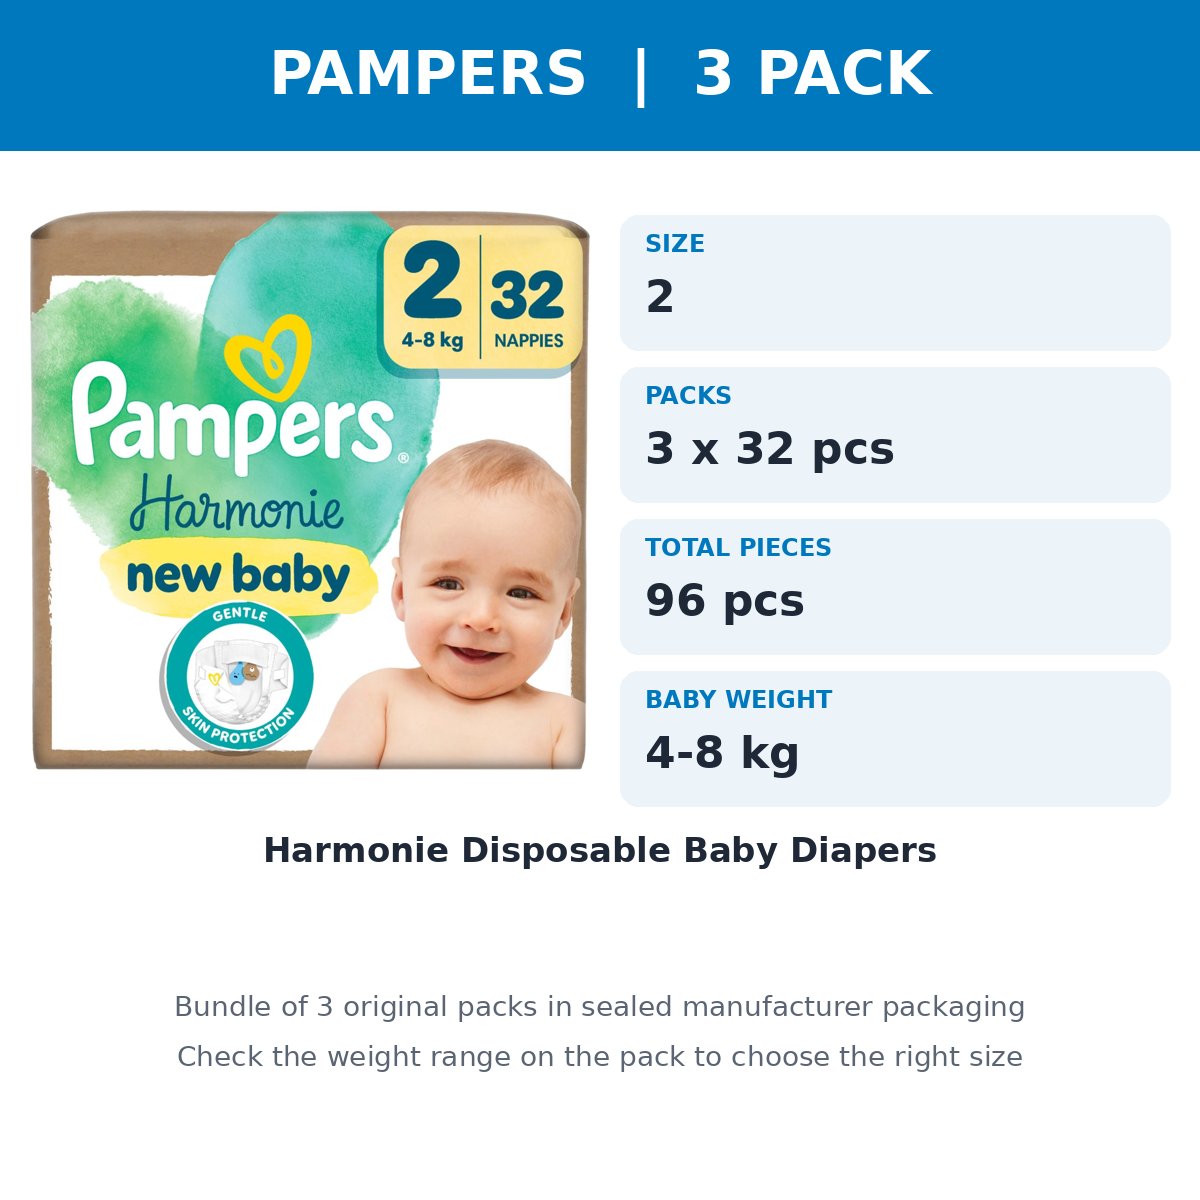 PAMPERS | 3 PACK
2
4-8 kg
32
NAPPIES
Pampers®
Harmonie
new baby
GENTLE
SKIN PROTECTION
SIZE
2
PACKS
3 x 32 pcs
TOTAL PIECES
96 pcs
BABY WEIGHT
4-8 kg
Harmonie Disposable Baby Diapers
Bundle of 3 original packs in sealed manufacturer packaging
Check the weight range on the pack to choose the right size